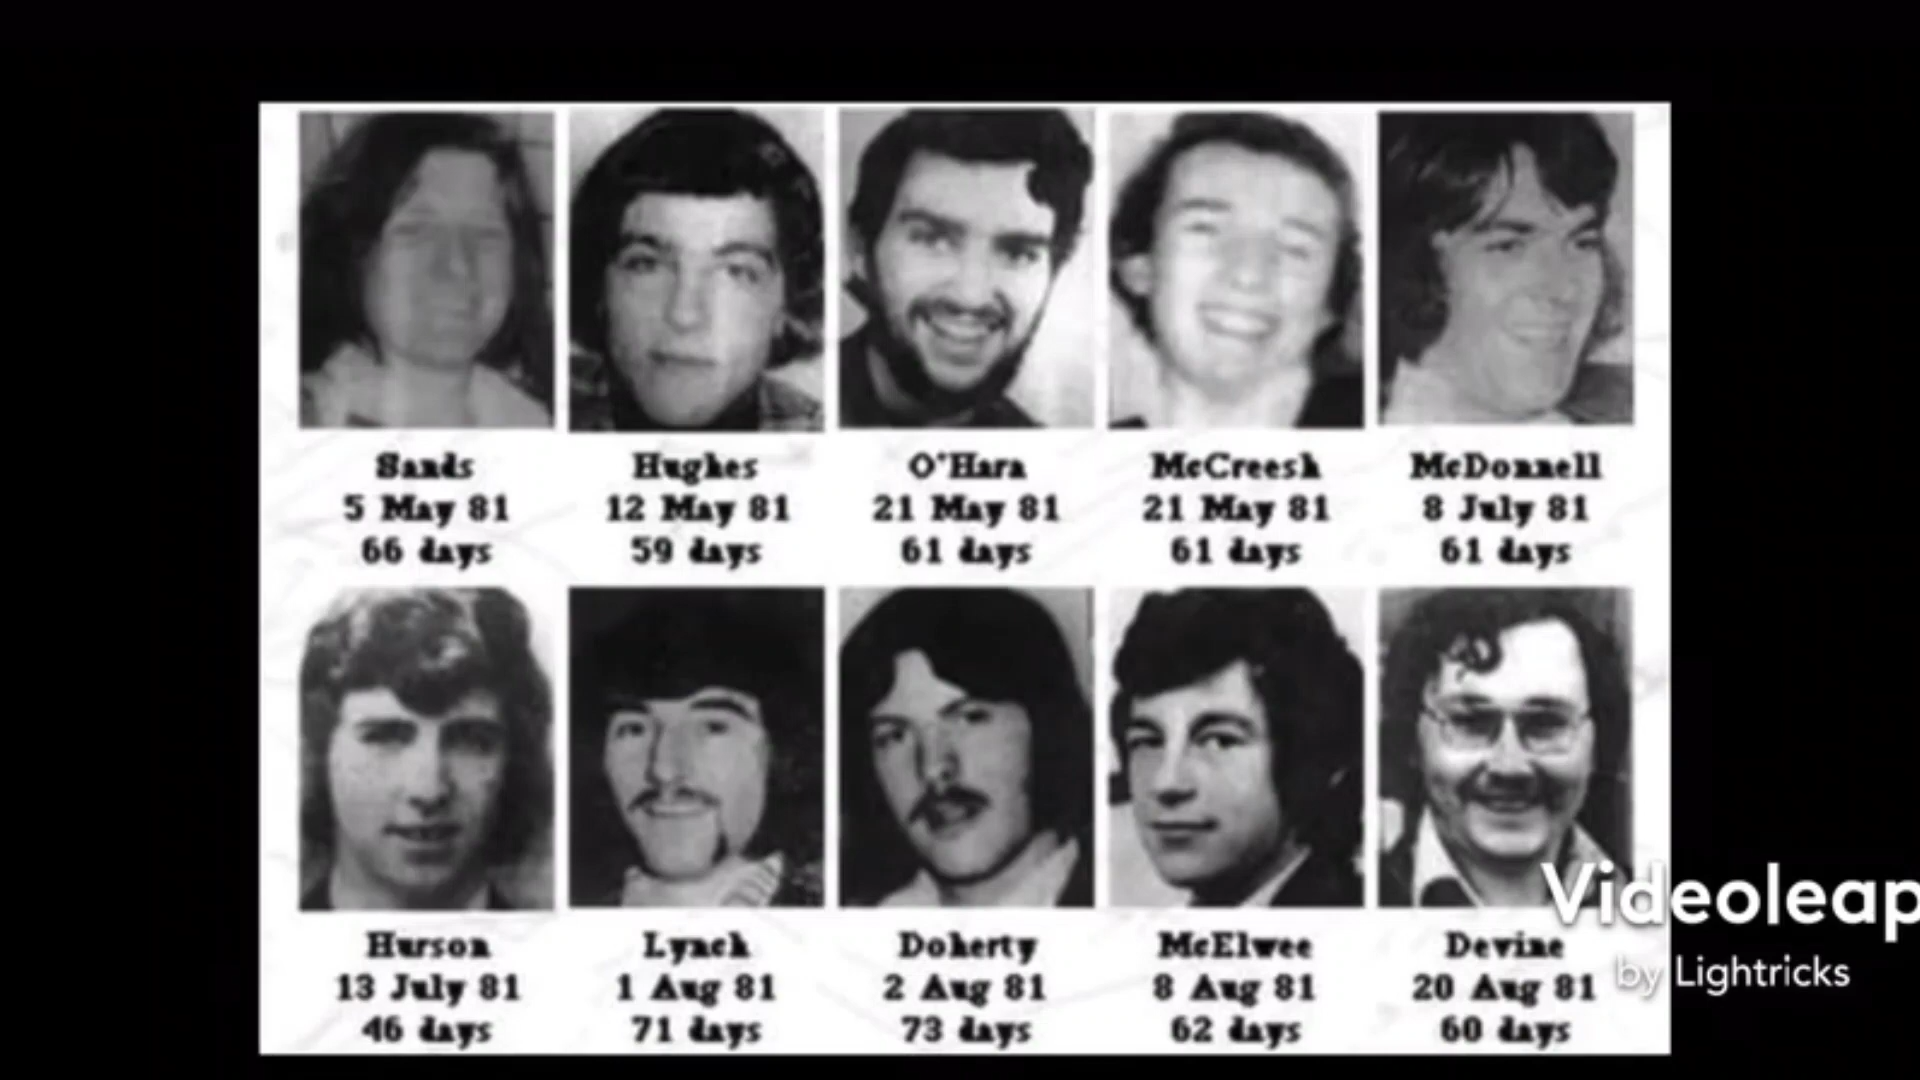 Sands
5 May 81
66 days
Hughes
12 May 81
59 days
O'Hara
21 May 81
61 days
McCreesh
21 May 81
61 days
McDonnell
8 July 81
61 days
Hurson
13 July 81
46 days
Lynch
1 Aug 81
71 days
Doherty
2 Aug 81
73 days
McElwee
8 Aug 81
62 days
Devine
20 Aug 81
60 days
Videoleap
by Lightricks